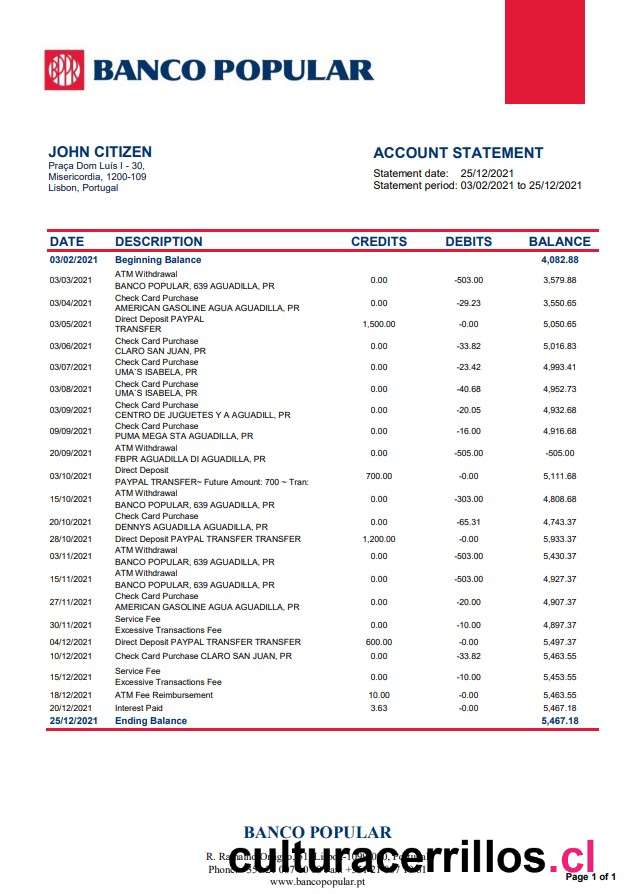 BANCO POPULAR
JOHN CITIZEN
Praça Dom Luís I - 30,
Misericordia, 1200-109
Lisbon, Portugal
ACCOUNT STATEMENT
Statement date: 25/12/2021
Statement period: 03/02/2021 to 25/12/2021
DATE DESCRIPTION CREDITS DEBITS BALANCE
03/02/2021 Beginning Balance 4,082.88
03/03/2021 ATM Withdrawal
BANCO POPULAR, 639 AGUADILLA, PR 0.00 -503.00 3,579.88
03/04/2021 Check Card Purchase
AMERICAN GASOLINE AGUA AGUADILLA, PR 0.00 -29.23 3,550.65
03/05/2021 Direct Deposit PAYPAL
TRANSFER 1,500.00 -0.00 5,050.65
03/06/2021 Check Card Purchase
CLARO SAN JUAN, PR 0.00 -33.82 5,016.83
03/07/2021 Check Card Purchase
UMA`S ISABELA, PR 0.00 -23.42 4,993.41
03/08/2021 Check Card Purchase
UMA`S ISABELA, PR 0.00 -40.68 4,952.73
03/09/2021 Check Card Purchase
CENTRO DE JUGUETES Y A AGUADILL, PR 0.00 -20.05 4,932.68
09/09/2021 Check Card Purchase
PUMA MEGA STA AGUADILLA, PR 0.00 -16.00 4,916.68
20/09/2021 ATM Withdrawal
FBPR AGUADILLA DI AGUADILLA, PR 0.00 -505.00 -505.00
03/10/2021 Direct Deposit
PAYPAL TRANSFER~ Future Amount: 700 ~ Tran: 700.00 -0.00 5,111.68
15/10/2021 ATM Withdrawal
BANCO POPULAR, 639 AGUADILLA, PR 0.00 -303.00 4,808.68
20/10/2021 Check Card Purchase
DENNYS AGUADILLA AGUADILLA, PR 0.00 -65.31 4,743.37
28/10/2021 Direct Deposit PAYPAL TRANSFER TRANSFER 1,200.00 -0.00 5,933.37
03/11/2021 ATM Withdrawal
BANCO POPULAR, 639 AGUADILLA, PR 0.00 -503.00 5,430.37
15/11/2021 ATM Withdrawal
BANCO POPULAR, 639 AGUADILLA, PR 0.00 -503.00 4,927.37
27/11/2021 Check Card Purchase
AMERICAN GASOLINE AGUA AGUADILLA, PR 0.00 -20.00 4,907.37
30/11/2021 Service Fee
Excessive Transactions Fee 0.00 -10.00 4,897.37
04/12/2021 Direct Deposit PAYPAL TRANSFER TRANSFER 600.00 -0.00 5,497.37
10/12/2021 Check Card Purchase CLARO SAN JUAN, PR 0.00 -33.82 5,463.55
15/12/2021 Service Fee
Excessive Transactions Fee 0.00 -10.00 5,453.55
18/12/2021 ATM Fee Reimbursement 10.00 -0.00 5,463.55
20/12/2021 Interest Paid 3.63 -0.00 5,467.18
25/12/2021 Ending Balance 5,467.18
BANCO POPULAR
culturacerrillos.cl
www.bancopopular.pt
Page 1 of 1